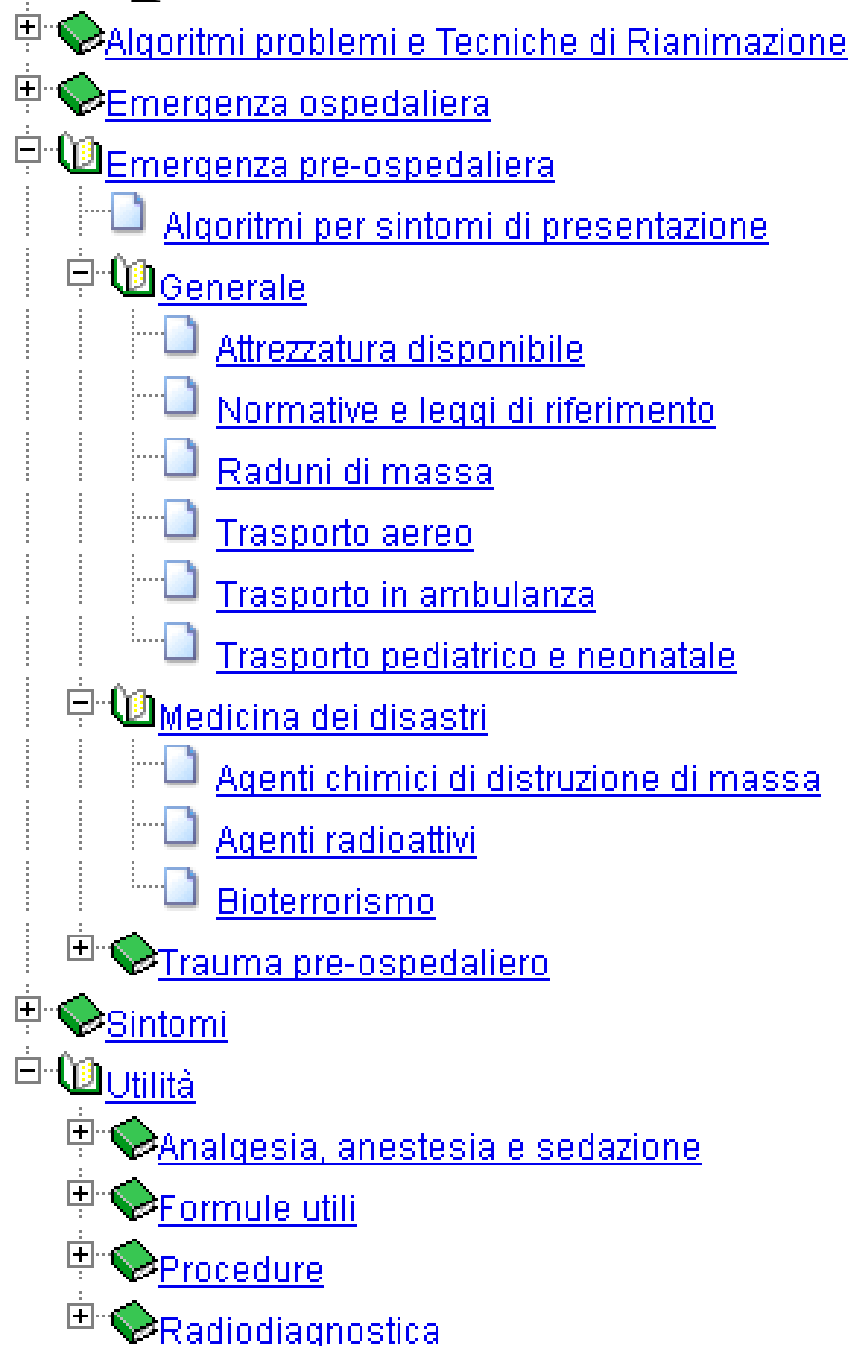 Algoritmi problemi e Tecniche di Rianimazione
Emergenza ospedaliera
Emergenza pre-ospedaliera
Algoritmi per sintomi di presentazione
Generale
Attrezzatura disponibile
Normative e leggi di riferimento
Raduni di massa
Trasporto aereo
Trasporto in ambulanza
Trasporto pediatrico e neonatale
Medicina dei disastri
Agenti chimici di distruzione di massa
Agenti radioattivi
Bioterrorismo
Trauma pre-ospedaliero
Sintomi
Utilità
Analgesia, anestesia e sedazione
Formule utili
Procedure
Radiodiagnostica